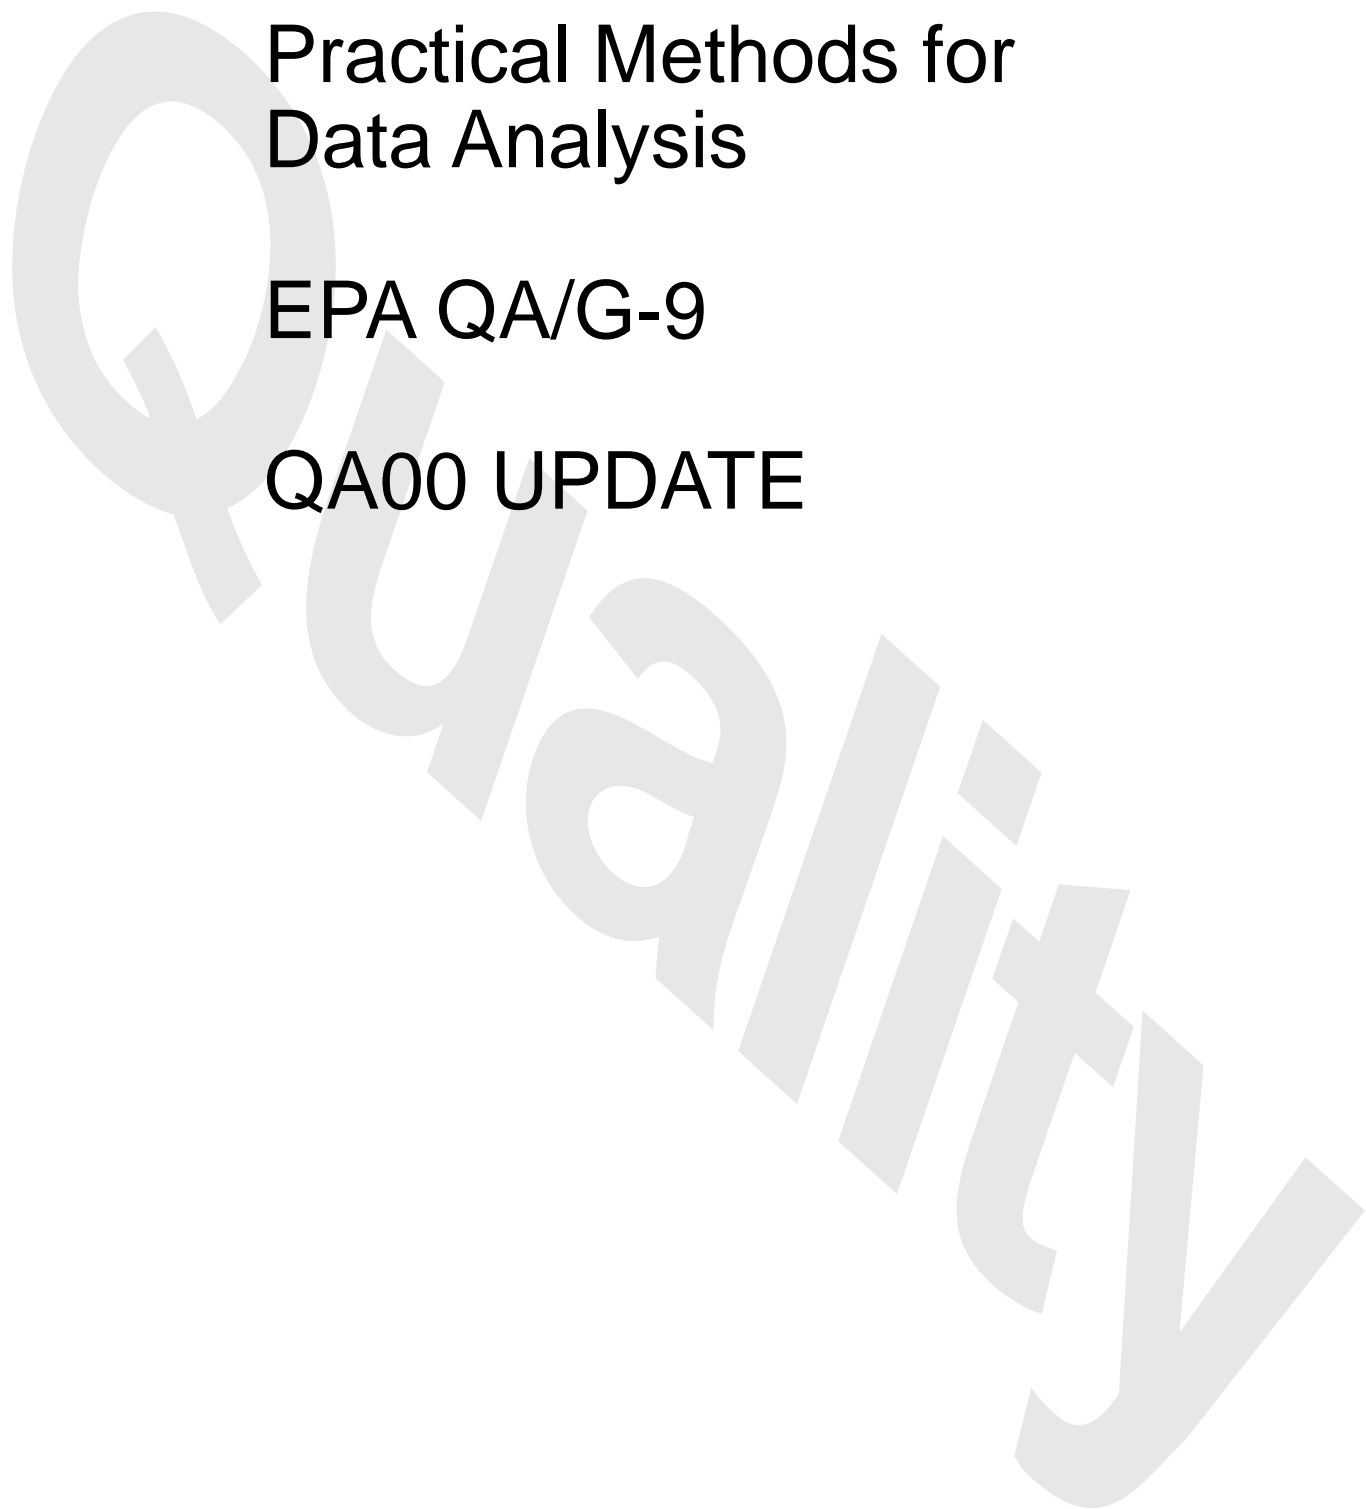 Practical Methods for
Data Analysis
EPA QA/G-9
QA00 UPDATE
Quality